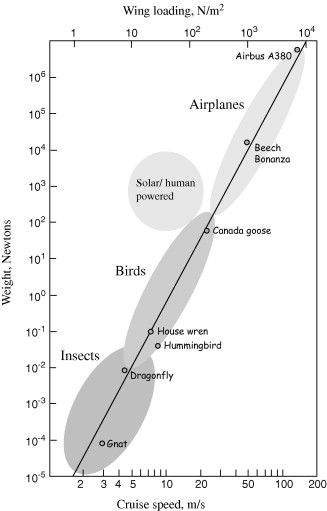 Wing loading, N/m²
1 10 10² 10³ 10⁴
Airbus A380
10⁶
Airplanes
10⁵
Beech
Bonanza
10⁴
Solar/ human
powered
10³
10²
Canada goose
10¹
Birds
10⁰
10⁻¹
House wren
Hummingbird
Insects
10⁻²
Dragonfly
10⁻³
10⁻⁴
Gnat
10⁻⁵
Weight, Newtons
2 3 4 5 10 20 50 100 200
Cruise speed, m/s